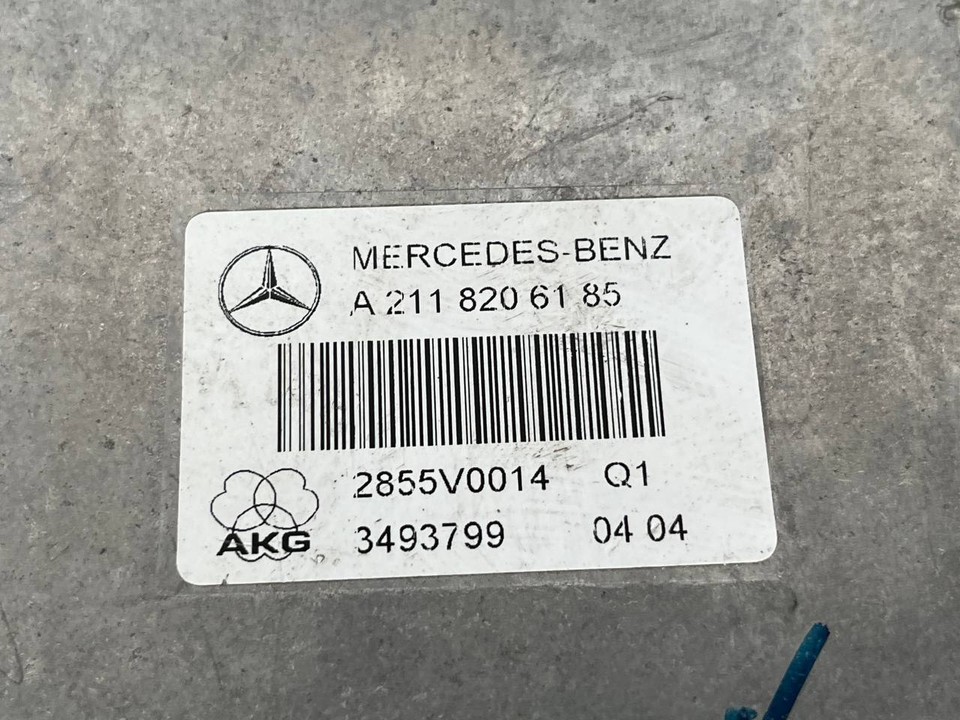 MERCEDES-BENZ
A 211 820 61 85
2855V0014 Q1
AKG 3493799 04 04